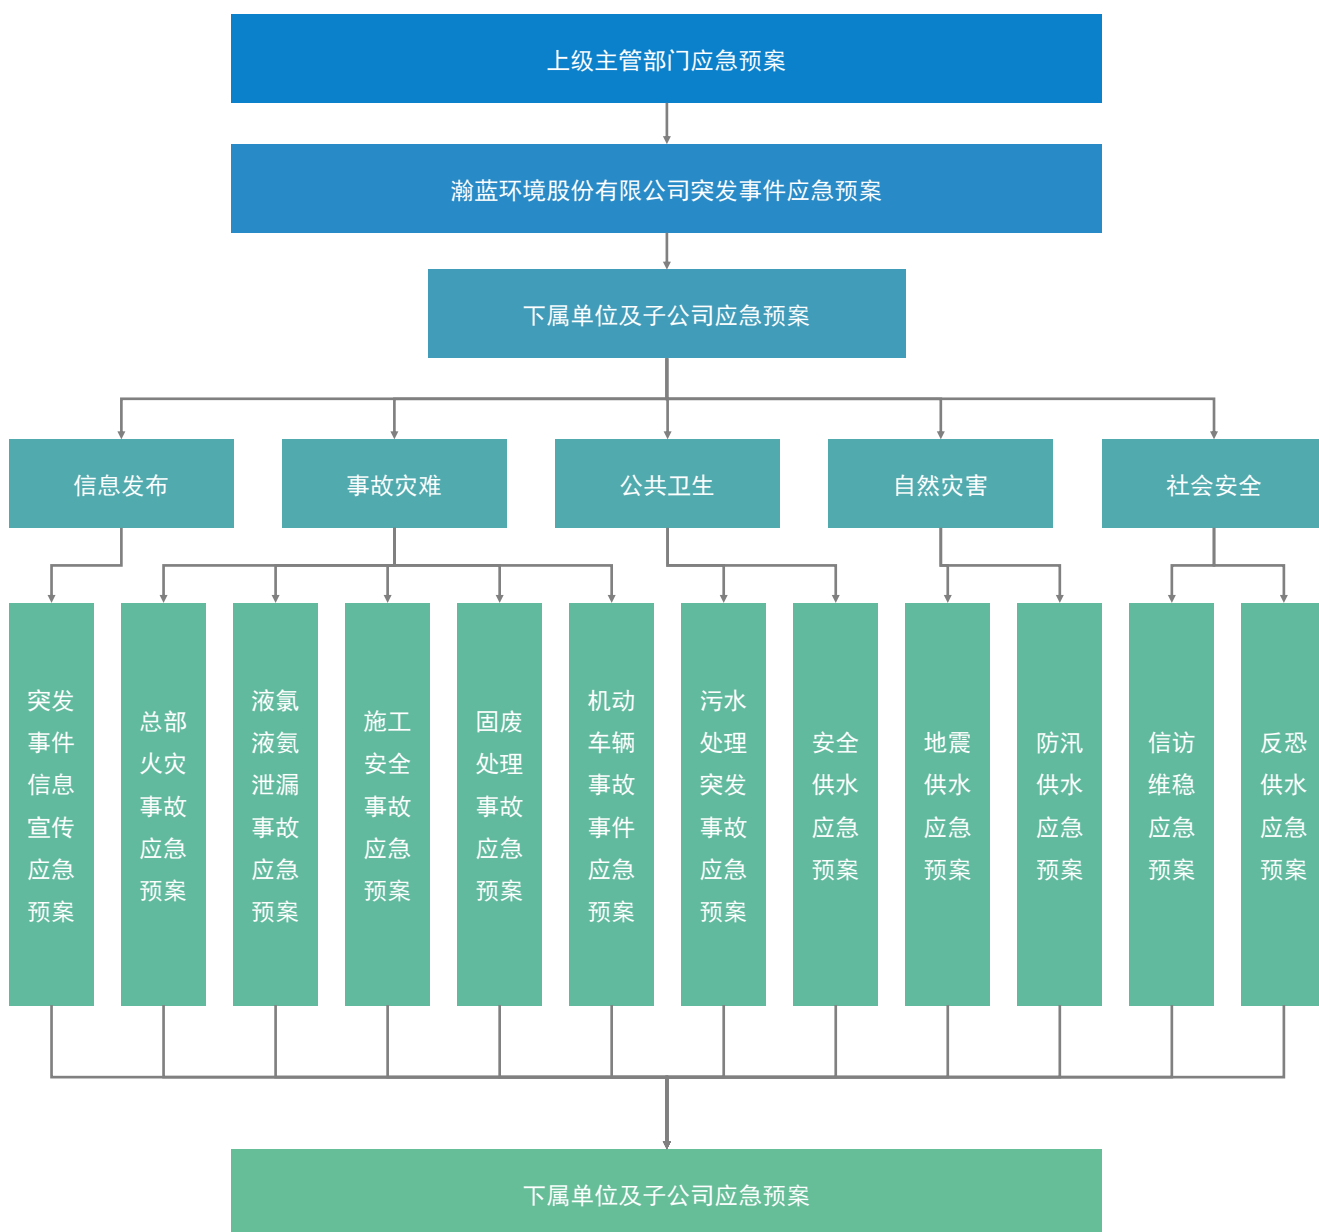 上级主管部门应急预案
瀚蓝环境股份有限公司突发事件应急预案
下属单位及子公司应急预案
信息发布
事故灾难
公共卫生
自然灾害
社会安全
突发
事件
信息
宣传
应急
预案
总部
火灾
事故
应急
预案
液氯
液氨
泄漏
事故
应急
预案
施工
安全
事故
应急
预案
固废
处理
事故
应急
预案
机动
车辆
事故
事件
应急
预案
污水
处理
突发
事故
应急
预案
安全
供水
应急
预案
地震
供水
应急
预案
防汛
供水
应急
预案
信访
维稳
应急
预案
反恐
供水
应急
预案
下属单位及子公司应急预案